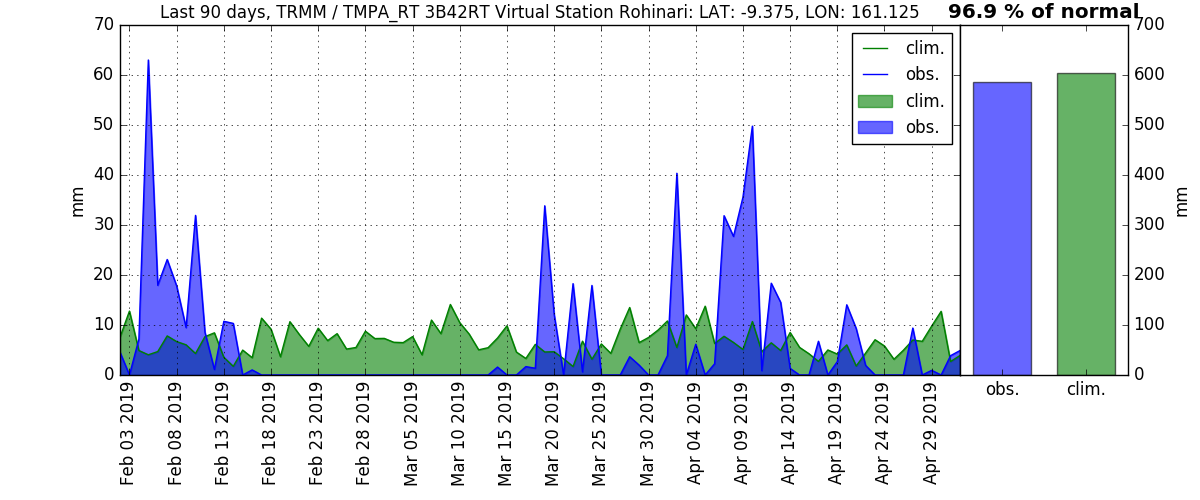 Last 90 days, TRMM / TMPA_RT 3B42RT Virtual Station Rohinari: LAT: -9.375, LON: 161.125
96.9 % of normal
70
60
50
40
30
20
10
0
mm
clim.
obs.
clim.
obs.
700
600
500
400
300
200
100
0
mm
Feb 03 2019
Feb 08 2019
Feb 13 2019
Feb 18 2019
Feb 23 2019
Feb 28 2019
Mar 05 2019
Mar 10 2019
Mar 15 2019
Mar 20 2019
Mar 25 2019
Mar 30 2019
Apr 04 2019
Apr 09 2019
Apr 14 2019
Apr 19 2019
Apr 24 2019
Apr 29 2019
obs.
clim.